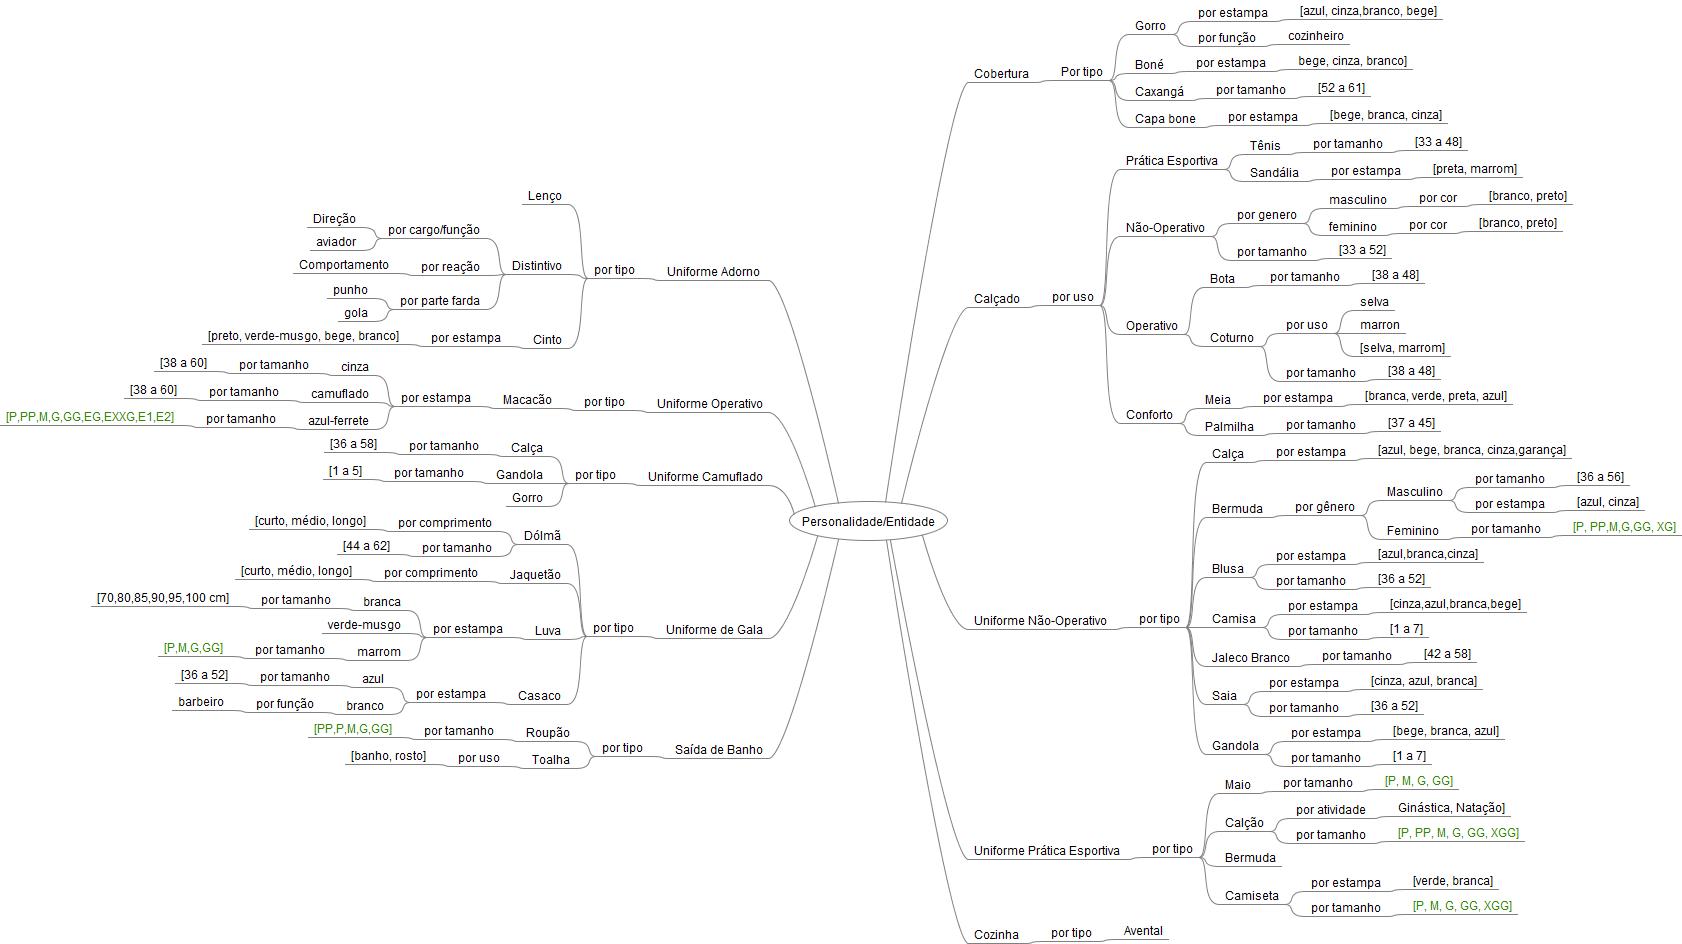 Personalidade/Entidade
Cobertura
Por tipo
Gorro
por estampa
[azul, cinza,branco, bege]
por função
cozinheiro
Boné
por estampa
bege, cinza, branco]
Caxangá
por tamanho
[52 a 61]
Capa bone
por estampa
[bege, branca, cinza]
Calçado
por uso
Prática Esportiva
Tênis
por tamanho
[33 a 48]
Sandália
por estampa
[preta, marrom]
Não-Operativo
por genero
masculino
por cor
[branco, preto]
feminino
por cor
[branco, preto]
por tamanho
[33 a 52]
Operativo
Bota
por tamanho
[38 a 48]
Coturno
por uso
selva
marron
[selva, marrom]
por tamanho
[38 a 48]
Conforto
Meia
por estampa
[branca, verde, preta, azul]
Palmilha
por tamanho
[37 a 45]
Uniforme Não-Operativo
por tipo
Calça
por estampa
[azul, bege, branca, cinza,garança]
Bermuda
por gênero
Masculino
por tamanho
[36 a 56]
por estampa
[azul, cinza]
Feminino
por tamanho
[P, PP,M,G,GG, XG]
Blusa
por estampa
[azul,branca,cinza]
por tamanho
[36 a 52]
Camisa
por estampa
[cinza,azul,branca,bege]
por tamanho
[1 a 7]
Jaleco Branco
por tamanho
[42 a 58]
Saia
por estampa
[cinza, azul, branca]
por tamanho
[36 a 52]
Gandola
por estampa
[bege, branca, azul]
por tamanho
[1 a 7]
Uniforme Prática Esportiva
por tipo
Maio
por tamanho
[P, M, G, GG]
Calção
por atividade
Ginástica, Natação]
por tamanho
[P, PP, M, G, GG, XGG]
Bermuda
Camiseta
por estampa
[verde, branca]
por tamanho
[P, M, G, GG, XGG]
Cozinha
por tipo
Avental
Uniforme Adorno
por tipo
Lenço
Distintivo
por cargo/função
Direção
aviador
por reação
Comportamento
por parte farda
punho
gola
Cinto
por estampa
[preto, verde-musgo, bege, branco]
Uniforme Operativo
por tipo
Macacão
por estampa
cinza
por tamanho
[38 a 60]
camuflado
por tamanho
[38 a 60]
azul-ferrete
por tamanho
[P,PP,M,G,GG,EG,EXXG,E1,E2]
Uniforme Camuflado
por tipo
Calça
por tamanho
[36 a 58]
Gandola
por tamanho
[1 a 5]
Gorro
Uniforme de Gala
por tipo
Dólmã
por comprimento
[curto, médio, longo]
por tamanho
[44 a 62]
Jaquetão
por comprimento
[curto, médio, longo]
Luva
por estampa
branca
por tamanho
[70,80,85,90,95,100 cm]
verde-musgo
marrom
por tamanho
[P,M,G,GG]
Casaco
por estampa
azul
por tamanho
[36 a 52]
branco
por função
barbeiro
Saída de Banho
por tipo
Roupão
por tamanho
[PP,P,M,G,GG]
Toalha
por uso
[banho, rosto]